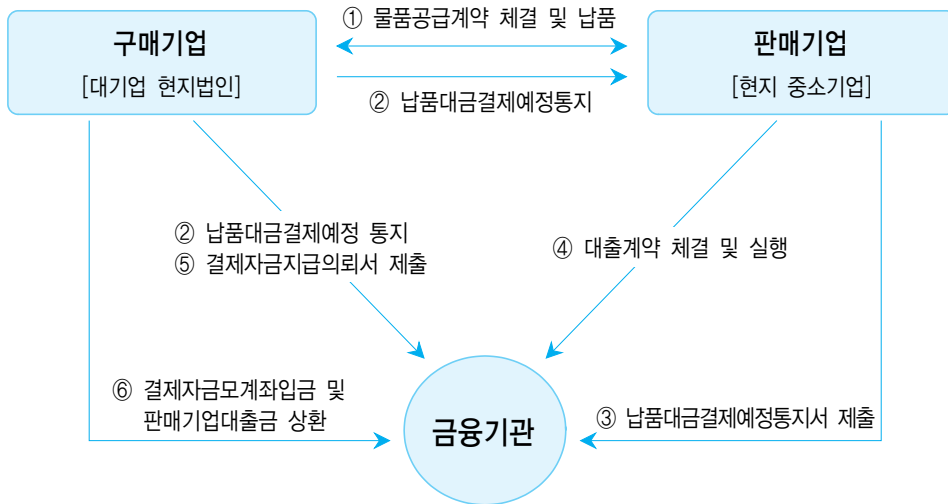 ① 물품공급계약 체결 및 납품
구매기업
[대기업 현지법인]
판매기업
[현지 중소기업]
② 납품대금결제예정통지
② 납품대금결제예정 통지
⑤ 결제자금지급의뢰서 제출
④ 대출계약 체결 및 실행
⑥ 결제자금모계좌입금 및
판매기업대출금 상환
금융기관
③ 납품대금결제예정통지서 제출